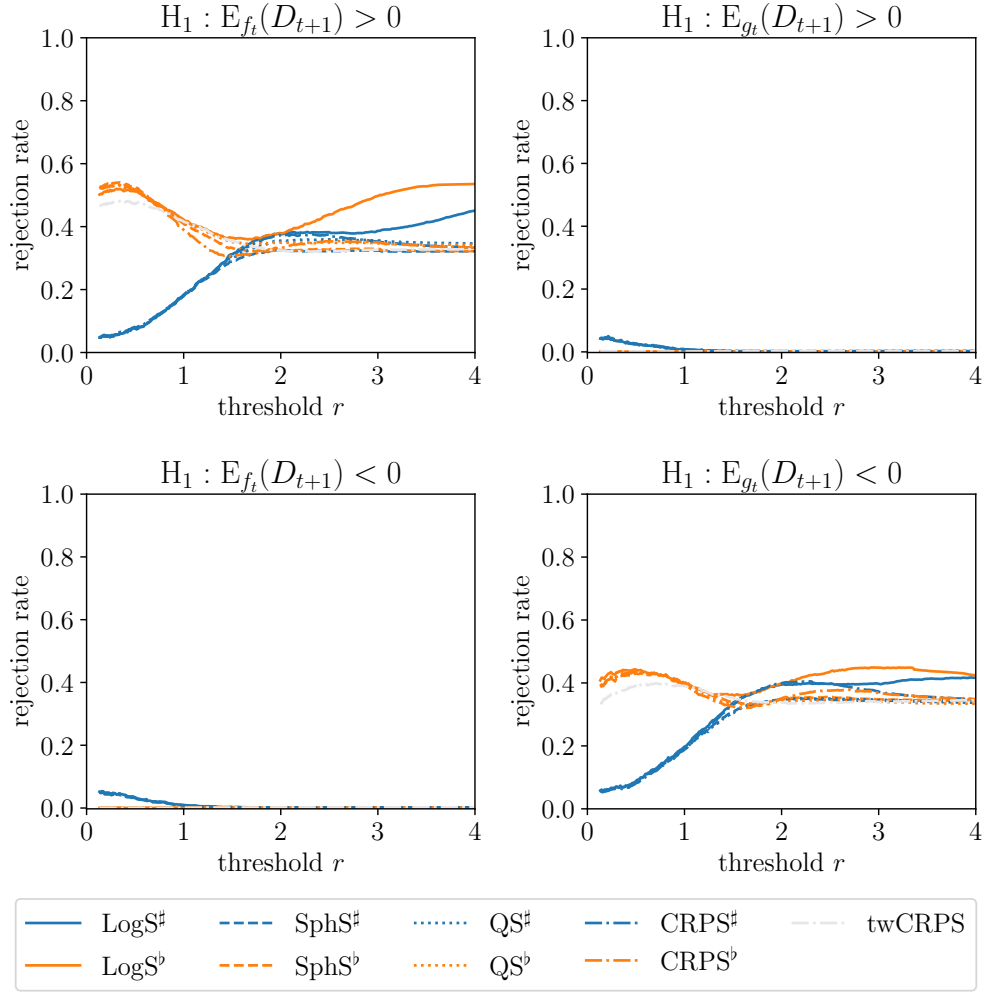 H₁ : E_{f_t}(D_{t+1}) > 0
H₁ : E_{g_t}(D_{t+1}) > 0
1.0
0.8
0.6
0.4
0.2
0.0
rejection rate
0 1 2 3 4
threshold r
1.0
0.8
0.6
0.4
0.2
0.0
rejection rate
0 1 2 3 4
threshold r
H₁ : E_{f_t}(D_{t+1}) < 0
H₁ : E_{g_t}(D_{t+1}) < 0
1.0
0.8
0.6
0.4
0.2
0.0
rejection rate
0 1 2 3 4
threshold r
1.0
0.8
0.6
0.4
0.2
0.0
rejection rate
0 1 2 3 4
threshold r
LogS♯ SphS♯ QS♯ CRPS♯ twCRPS
LogS♭ SphS♭ QS♭ CRPS♭